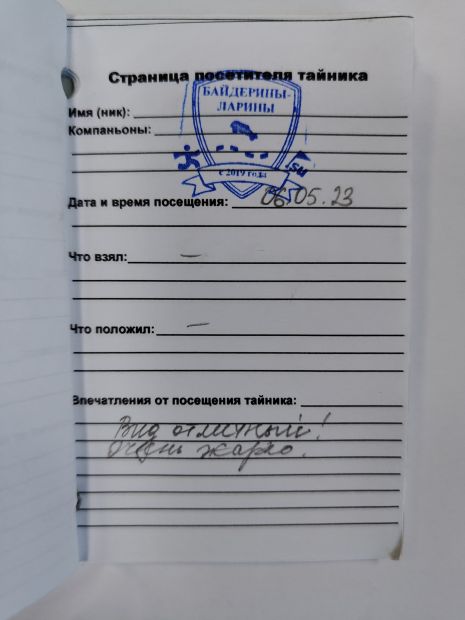 Страница посетителя тайника
БАЙДЕРИНЫ-
ЛАРИНЫ
Имя (ник):
Компаньоны:
.su
с 2019 года
Дата и время посещения: 06.05.23
Что взял: —
Что положил: —
Впечатления от посещения тайника:
Вид отличный!
Очень жарко.